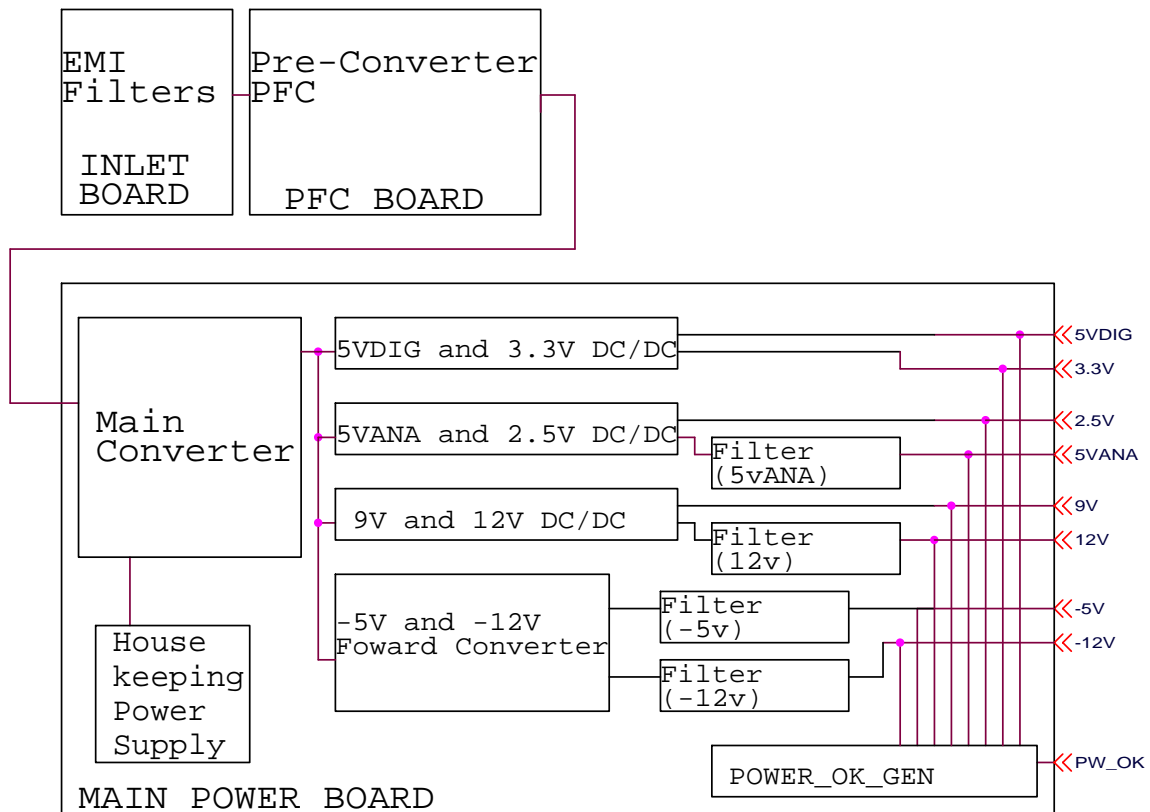 EMI
Filters
INLET
BOARD
Pre-Converter
PFC
PFC BOARD
Main
Converter
House
keeping
Power
Supply
5VDIG and 3.3V DC/DC
5VANA and 2.5V DC/DC
Filter
(5vANA)
9V and 12V DC/DC
Filter
(12v)
-5V and -12V
Foward Converter
Filter
(-5v)
Filter
(-12v)
POWER_OK_GEN
MAIN POWER BOARD
5VDIG
3.3V
2.5V
5VANA
9V
12V
-5V
-12V
PW_OK